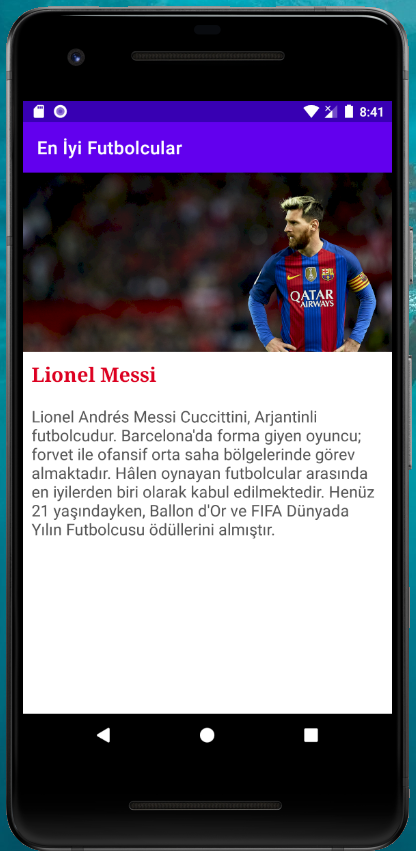 8:41
En İyi Futbolcular
QATAR
AIRWAYS
Lionel Messi
Lionel Andrés Messi Cuccittini, Arjantinli
futbolcudur. Barcelona'da forma giyen oyuncu;
forvet ile ofansif orta saha bölgelerinde görev
almaktadır. Hâlen oynayan futbolcular arasında
en iyilerden biri olarak kabul edilmektedir. Henüz
21 yaşındayken, Ballon d'Or ve FIFA Dünyada
Yılın Futbolcusu ödüllerini almıştır.